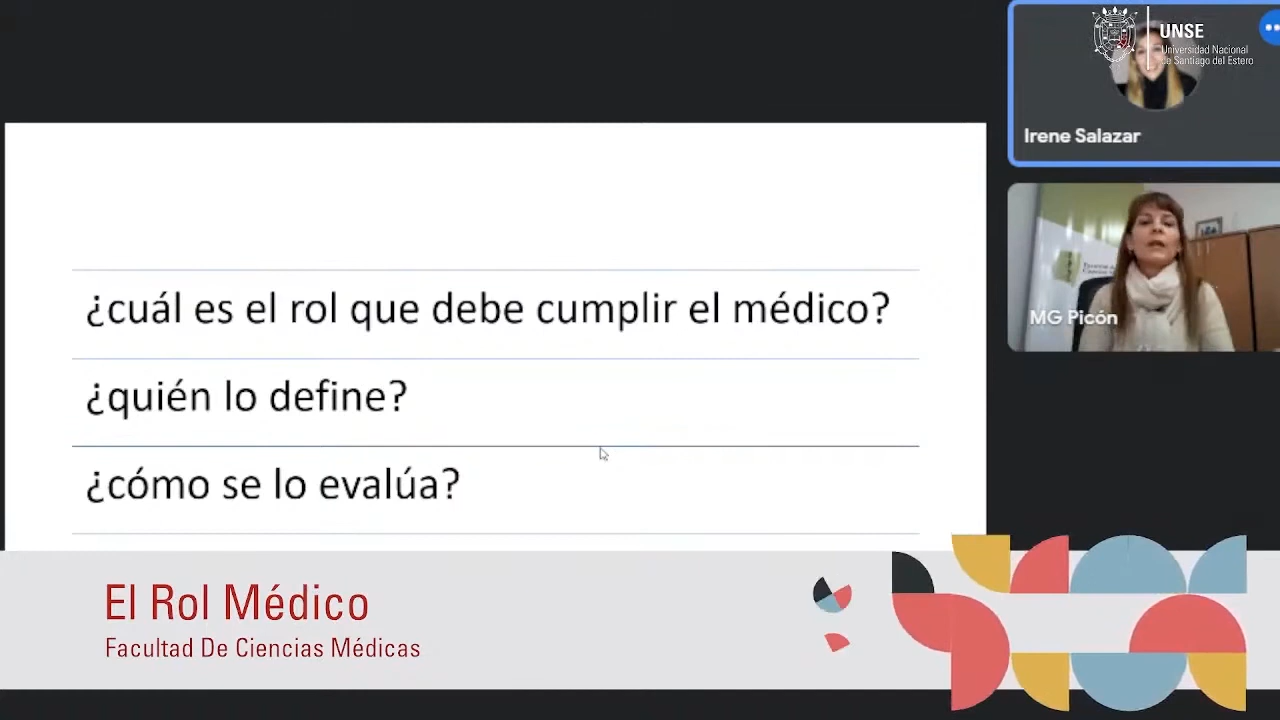 ¿cuál es el rol que debe cumplir el médico?
¿quién lo define?
¿cómo se lo evalúa?
El Rol Médico
Facultad De Ciencias Médicas
UNSE
Universidad Nacional
de Santiago del Estero
Irene Salazar
MG Picón